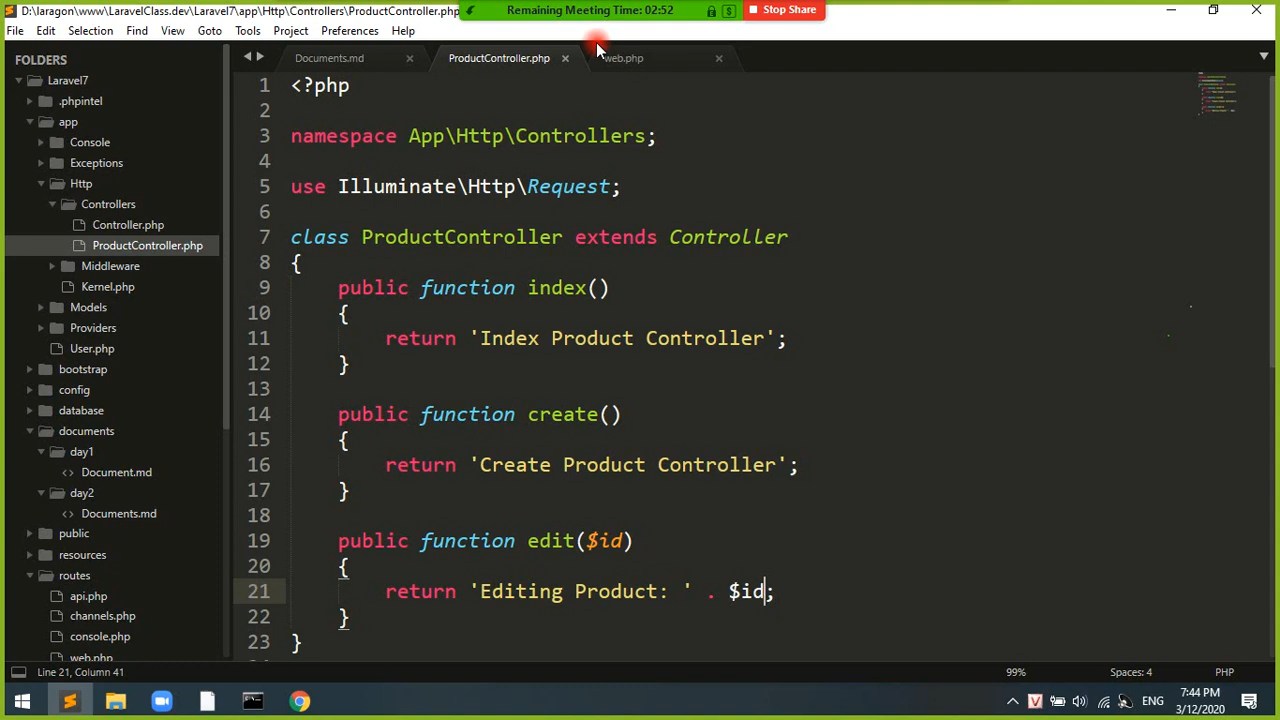 D:\laragon\www\LaravelClass.dev\Laravel7\app\Http\Controllers\ProductController.php
Remaining Meeting Time: 02:52
Stop Share
File Edit Selection Find View Goto Tools Project Preferences Help
FOLDERS
Laravel7
.phpintel
app
Console
Exceptions
Http
Controllers
Controller.php
ProductController.php
Middleware
Kernel.php
Models
Providers
User.php
bootstrap
config
database
documents
day1
Document.md
day2
Documents.md
public
resources
routes
api.php
channels.php
console.php
web.php
Documents.md ProductController.php web.php
1 <?php
2
3 namespace App\Http\Controllers;
4
5 use Illuminate\Http\Request;
6
7 class ProductController extends Controller
8 {
9 public function index()
10 {
11 return 'Index Product Controller';
12 }
13
14 public function create()
15 {
16 return 'Create Product Controller';
17 }
18
19 public function edit($id)
20 {
21 return 'Editing Product: ' . $id;
22 }
23 }
Line 21, Column 41 99% Spaces: 4 PHP
ENG
7:44 PM
3/12/2020